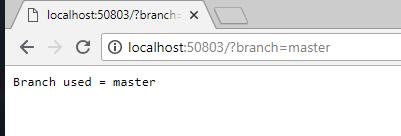 localhost:50803/?branch=
localhost:50803/?branch=master
Branch used = master